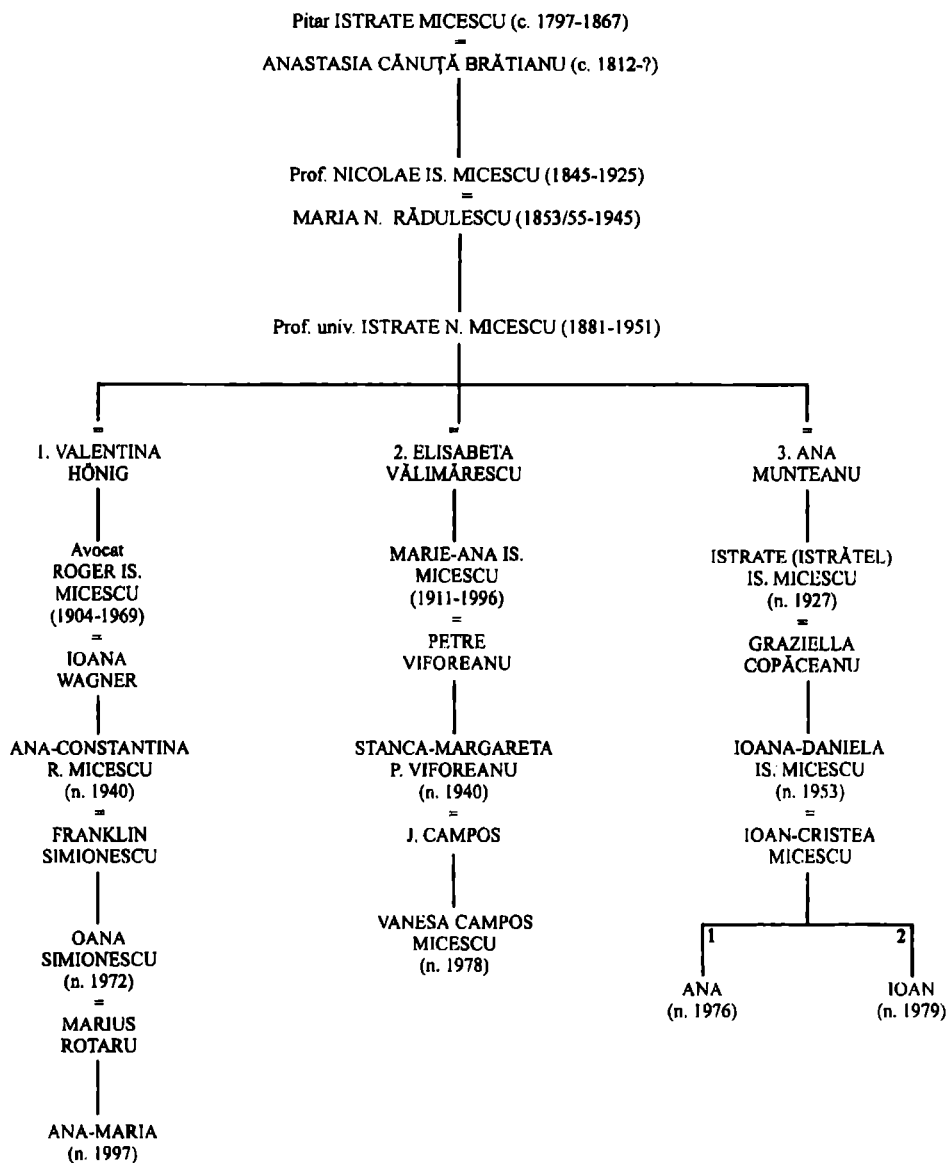 Pitar ISTRATE MICESCU (c. 1797-1867)
=
ANASTASIA CĂNUŢĂ BRĂTIANU (c. 1812-?)
Prof. NICOLAE IS. MICESCU (1845-1925)
=
MARIA N. RĂDULESCU (1853/55-1945)
Prof. univ. ISTRATE N. MICESCU (1881-1951)
=
1. VALENTINA
HÖNIG
Avocat
ROGER IS.
MICESCU
(1904-1969)
=
IOANA
WAGNER
ANA-CONSTANTINA
R. MICESCU
(n. 1940)
=
FRANKLIN
SIMIONESCU
OANA
SIMIONESCU
(n. 1972)
=
MARIUS
ROTARU
ANA-MARIA
(n. 1997)
=
2. ELISABETA
VĂLIMĂRESCU
MARIE-ANA IS.
MICESCU
(1911-1996)
=
PETRE
VIFOREANU
STANCA-MARGARETA
P. VIFOREANU
(n. 1940)
=
J. CAMPOS
VANESA CAMPOS
MICESCU
(n. 1978)
=
3. ANA
MUNTEANU
ISTRATE (ISTRĂTEL)
IS. MICESCU
(n. 1927)
=
GRAZIELLA
COPĂCEANU
IOANA-DANIELA
IS. MICESCU
(n. 1953)
=
IOAN-CRISTEA
MICESCU
1
ANA
(n. 1976)
2
IOAN
(n. 1979)